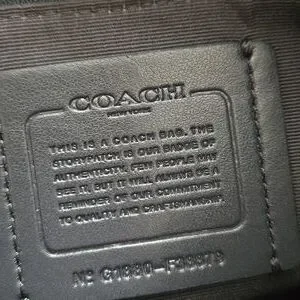 COACH
NEW YORK
THIS IS A COACH BAG. THE
STORYPATCH IS OUR BADGE OF
AUTHENTICITY. FEW PEOPLE MAY
SEE IT, BUT IT WILL ALWAYS BE A
REMINDER OF OUR COMMITMENT
TO QUALITY AND CRAFTSMANSHIP.
Nº